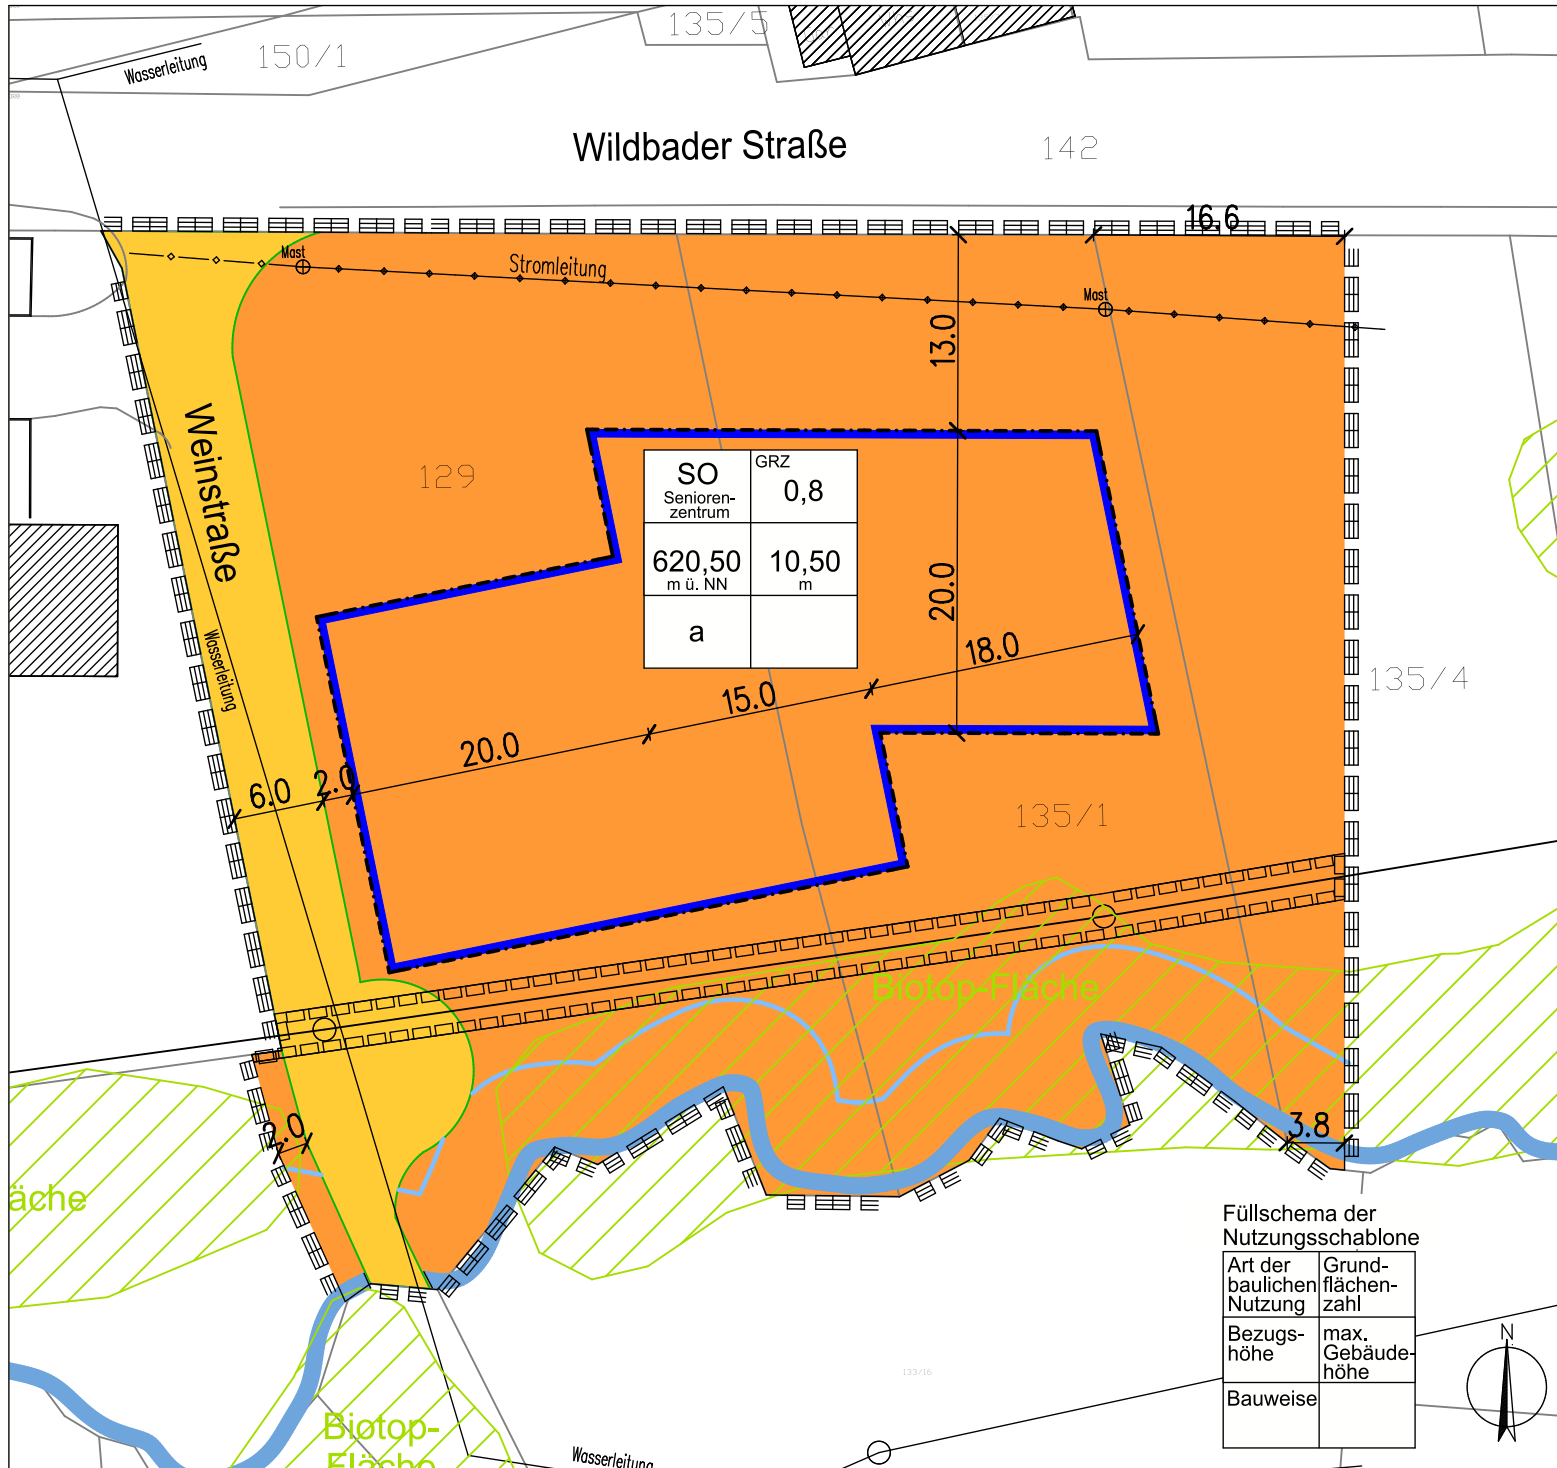 150/1
135/5
Wasserleitung
Wildbader Straße
142
16.6
Mast
Stromleitung
Mast
13.0
Weinstraße
129
SO
Senioren-
zentrum
GRZ
0,8
620,50
m ü. NN
10,50
m
a
20.0
18.0
Wasserleitung
135/4
15.0
20.0
2.0
6.0
135/1
Biotop-Fläche
2.0
3.8
äche
Füllschema der
Nutzungsschablone
Art der
baulichen
Nutzung
Grund-
flächen-
zahl
Bezugs-
höhe
max.
Gebäude-
höhe
Bauweise
N
133/16
Biotop-
Fläche
Wasserleitung